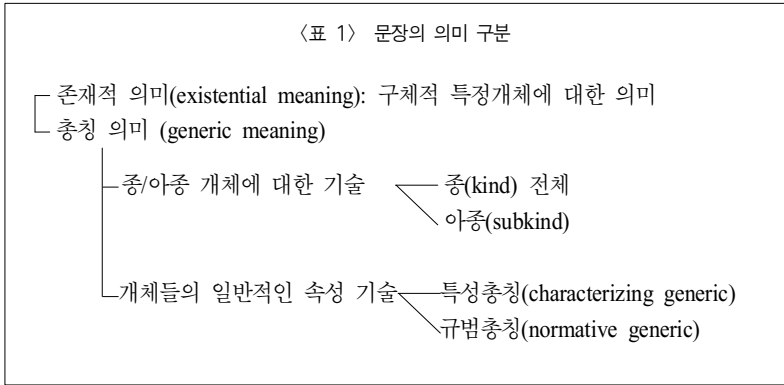 〈표 1〉 문장의 의미 구분
존재적 의미(existential meaning): 구체적 특정개체에 대한 의미
총칭 의미 (generic meaning)
종/아종 개체에 대한 기술 종(kind) 전체
아종(subkind)
개체들의 일반적인 속성 기술 특성총칭(characterizing generic)
규범총칭(normative generic)